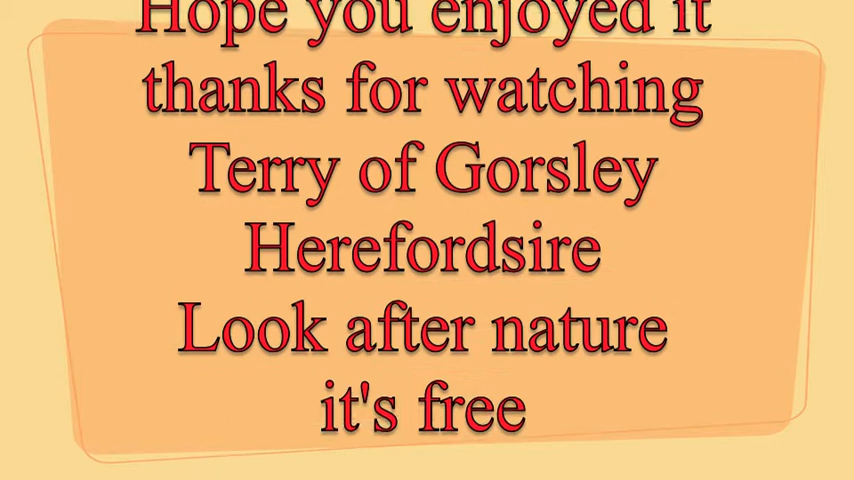 Hope you enjoyed it
thanks for watching
Terry of Gorsley
Herefordsire
Look after nature
it's free